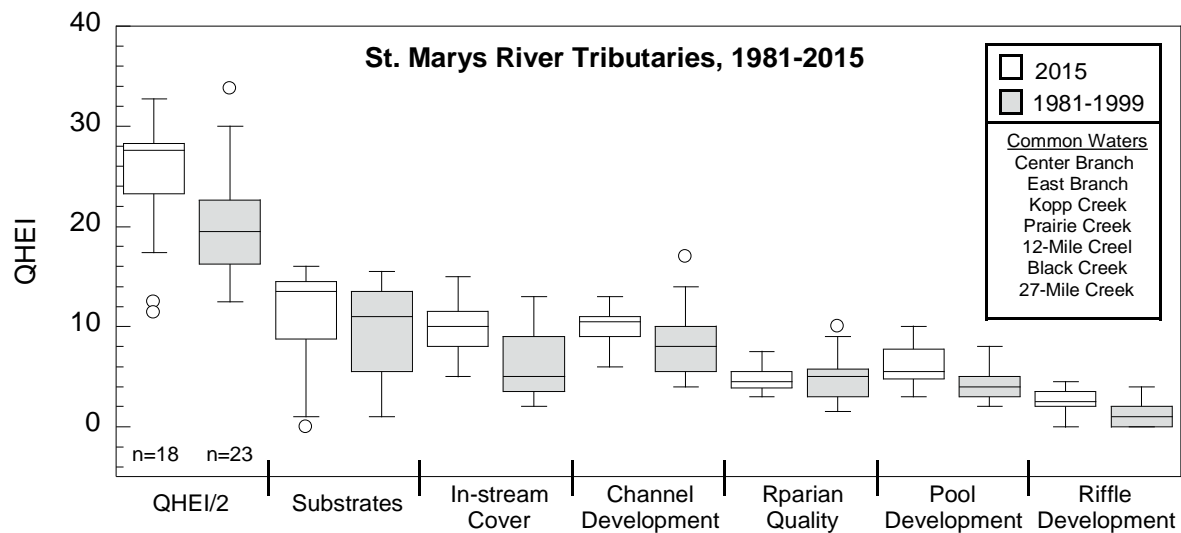 St. Marys River Tributaries, 1981-2015
2015
1981-1999
Common Waters
Center Branch
East Branch
Kopp Creek
Prairie Creek
12-Mile Creel
Black Creek
27-Mile Creek
QHEI
40
30
20
10
0
n=18 n=23
QHEI/2
Substrates
In-stream
Cover
Channel
Development
Rparian
Quality
Pool
Development
Riffle
Development